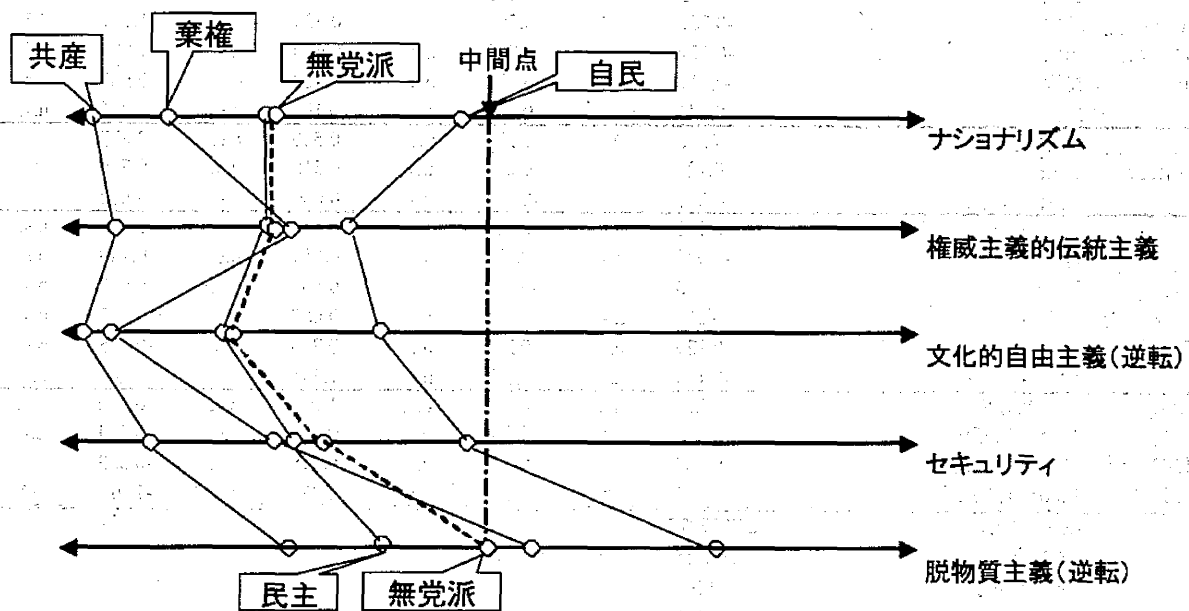 共産
棄権
無党派
中間点
自民
ナショナリズム
権威主義的伝統主義
文化的自由主義(逆転)
セキュリティ
脱物質主義(逆転)
民主
無党派